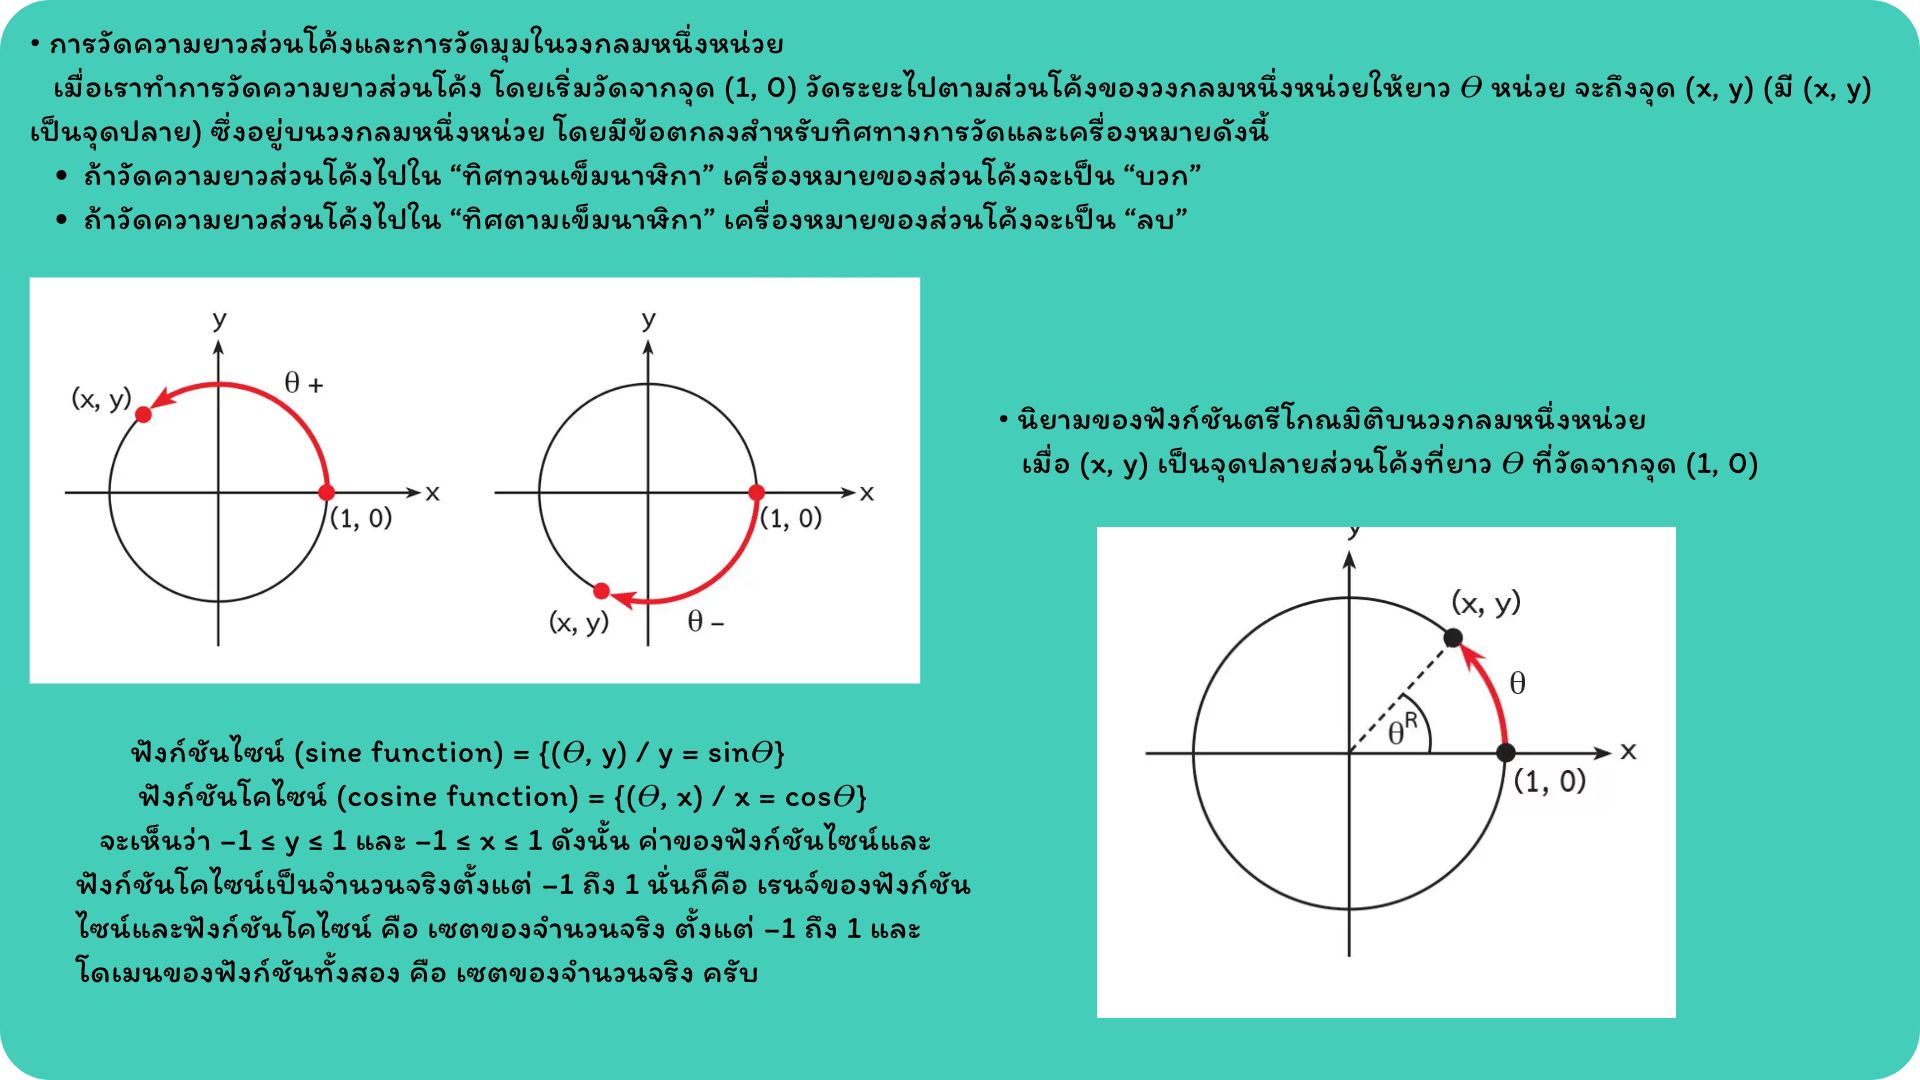 • การวัดความยาวส่วนโค้งและการวัดมุมในวงกลมหนึ่งหน่วย
เมื่อเราทำการวัดความยาวส่วนโค้ง โดยเริ่มวัดจากจุด (1, 0) วัดระยะไปตามส่วนโค้งของวงกลมหนึ่งหน่วยให้ยาว θ หน่วย จะถึงจุด (x, y) (มี (x, y)
เป็นจุดปลาย) ซึ่งอยู่บนวงกลมหนึ่งหน่วย โดยมีข้อตกลงสำหรับทิศทางการวัดและเครื่องหมายดังนี้
• ถ้าวัดความยาวส่วนโค้งไปใน “ทิศทวนเข็มนาฬิกา” เครื่องหมายของส่วนโค้งจะเป็น “บวก”
• ถ้าวัดความยาวส่วนโค้งไปใน “ทิศตามเข็มนาฬิกา” เครื่องหมายของส่วนโค้งจะเป็น “ลบ”
y
θ +
(x, y)
x
(1, 0)
y
x
(1, 0)
(x, y)
θ –
• นิยามของฟังก์ชันตรีโกณมิติบนวงกลมหนึ่งหน่วย
เมื่อ (x, y) เป็นจุดปลายส่วนโค้งที่ยาว θ ที่วัดจากจุด (1, 0)
y
(x, y)
θ
θᴿ
x
(1, 0)
ฟังก์ชันไซน์ (sine function) = {(θ, y) / y = sinθ}
ฟังก์ชันโคไซน์ (cosine function) = {(θ, x) / x = cosθ}
จะเห็นว่า –1 ≤ y ≤ 1 และ –1 ≤ x ≤ 1 ดังนั้น ค่าของฟังก์ชันไซน์และ
ฟังก์ชันโคไซน์เป็นจำนวนจริงตั้งแต่ –1 ถึง 1 นั่นก็คือ เรนจ์ของฟังก์ชัน
ไซน์และฟังก์ชันโคไซน์ คือ เซตของจำนวนจริง ตั้งแต่ –1 ถึง 1 และ
โดเมนของฟังก์ชันทั้งสอง คือ เซตของจำนวนจริง ครับ